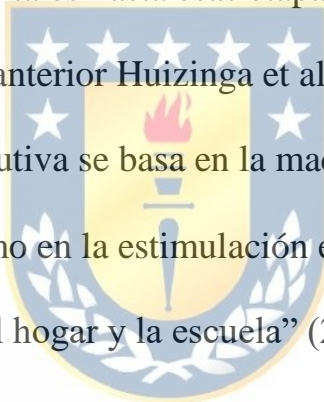 anterior Huizinga et al
utiva se basa en la mad
no en la estimulación e
l hogar y la escuela” (2